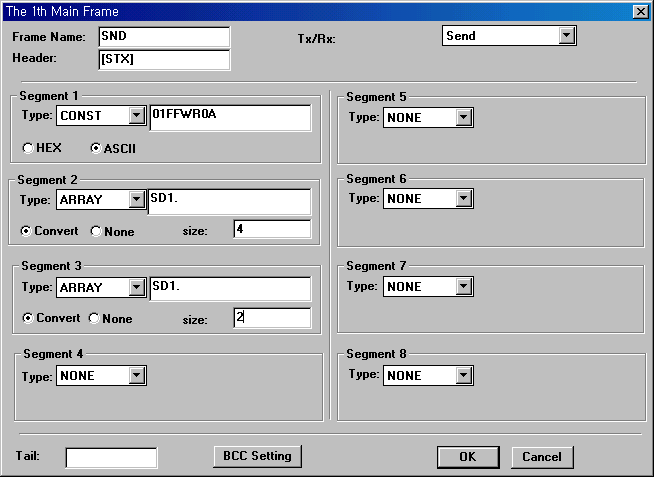 The 1th Main Frame
Frame Name: SND Tx/Rx: Send
Header: [STX]
Segment 1
Type: CONST 01FFWR0A
HEX ASCII
Segment 2
Type: ARRAY SD1.
Convert None size: 4
Segment 3
Type: ARRAY SD1.
Convert None size: 2
Segment 4
Type: NONE
Segment 5
Type: NONE
Segment 6
Type: NONE
Segment 7
Type: NONE
Segment 8
Type: NONE
Tail: BCC Setting OK Cancel